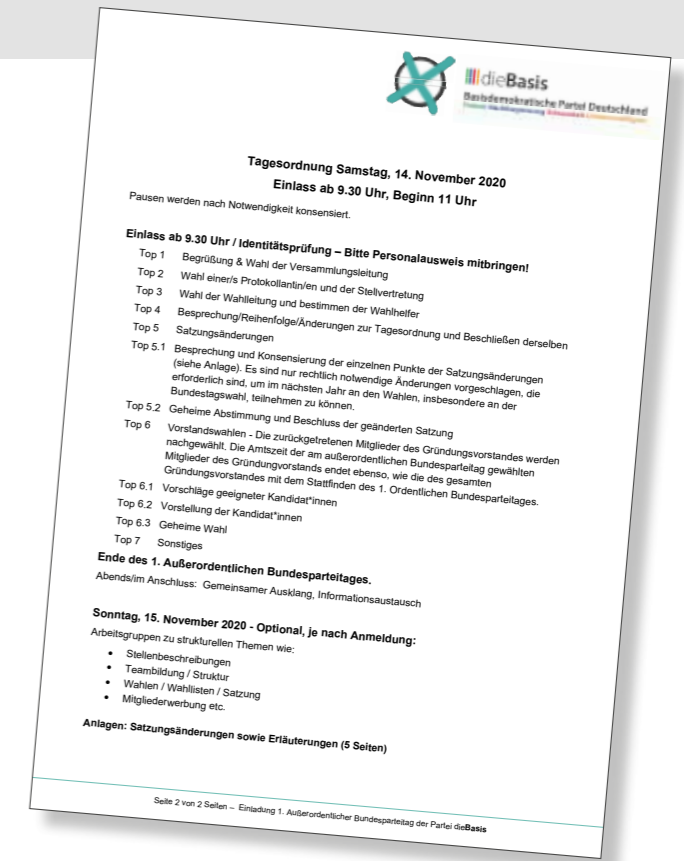 dieBasis
Basisdemokratische Partei Deutschland
Tagesordnung Samstag, 14. November 2020
Einlass ab 9.30 Uhr, Beginn 11 Uhr
Pausen werden nach Notwendigkeit konsensiert.
Einlass ab 9.30 Uhr / Identitätsprüfung – Bitte Personalausweis mitbringen!
Top 1 Begrüßung & Wahl der Versammlungsleitung
Top 2 Wahl einer/s Protokollantin/en und der Stellvertretung
Top 3 Wahl der Wahlleitung und bestimmen der Wahlhelfer
Top 4 Besprechung/Reihenfolge/Änderungen zur Tagesordnung und Beschließen derselben
Top 5 Satzungsänderungen
Top 5.1 Besprechung und Konsensierung der einzelnen Punkte der Satzungsänderungen
(siehe Anlage). Es sind nur rechtlich notwendige Änderungen vorgeschlagen, die
erforderlich sind, um im nächsten Jahr an den Wahlen, insbesondere an der
Bundestagswahl, teilnehmen zu können.
Top 5.2 Geheime Abstimmung und Beschluss der geänderten Satzung
Top 6 Vorstandswahlen - Die zurückgetretenen Mitglieder des Gründungsvorstandes werden
nachgewählt. Die Amtszeit der am außerordentlichen Bundesparteitag gewählten
Mitglieder des Gründungvorstands endet ebenso, wie die des gesamten
Gründungsvorstandes mit dem Stattfinden des 1. Ordentlichen Bundesparteitages.
Top 6.1 Vorschläge geeigneter Kandidat*innen
Top 6.2 Vorstellung der Kandidat*innen
Top 6.3 Geheime Wahl
Top 7 Sonstiges
Ende des 1. Außerordentlichen Bundesparteitages.
Abends/im Anschluss: Gemeinsamer Ausklang, Informationsaustausch
Sonntag, 15. November 2020 - Optional, je nach Anmeldung:
Arbeitsgruppen zu strukturellen Themen wie:
• Stellenbeschreibungen
• Teambildung / Struktur
• Wahlen / Wahllisten / Satzung
• Mitgliederwerbung etc.
Anlagen: Satzungsänderungen sowie Erläuterungen (5 Seiten)
Seite 2 von 2 Seiten – Einladung 1. Außerordentlicher Bundesparteitag der Partei dieBasis